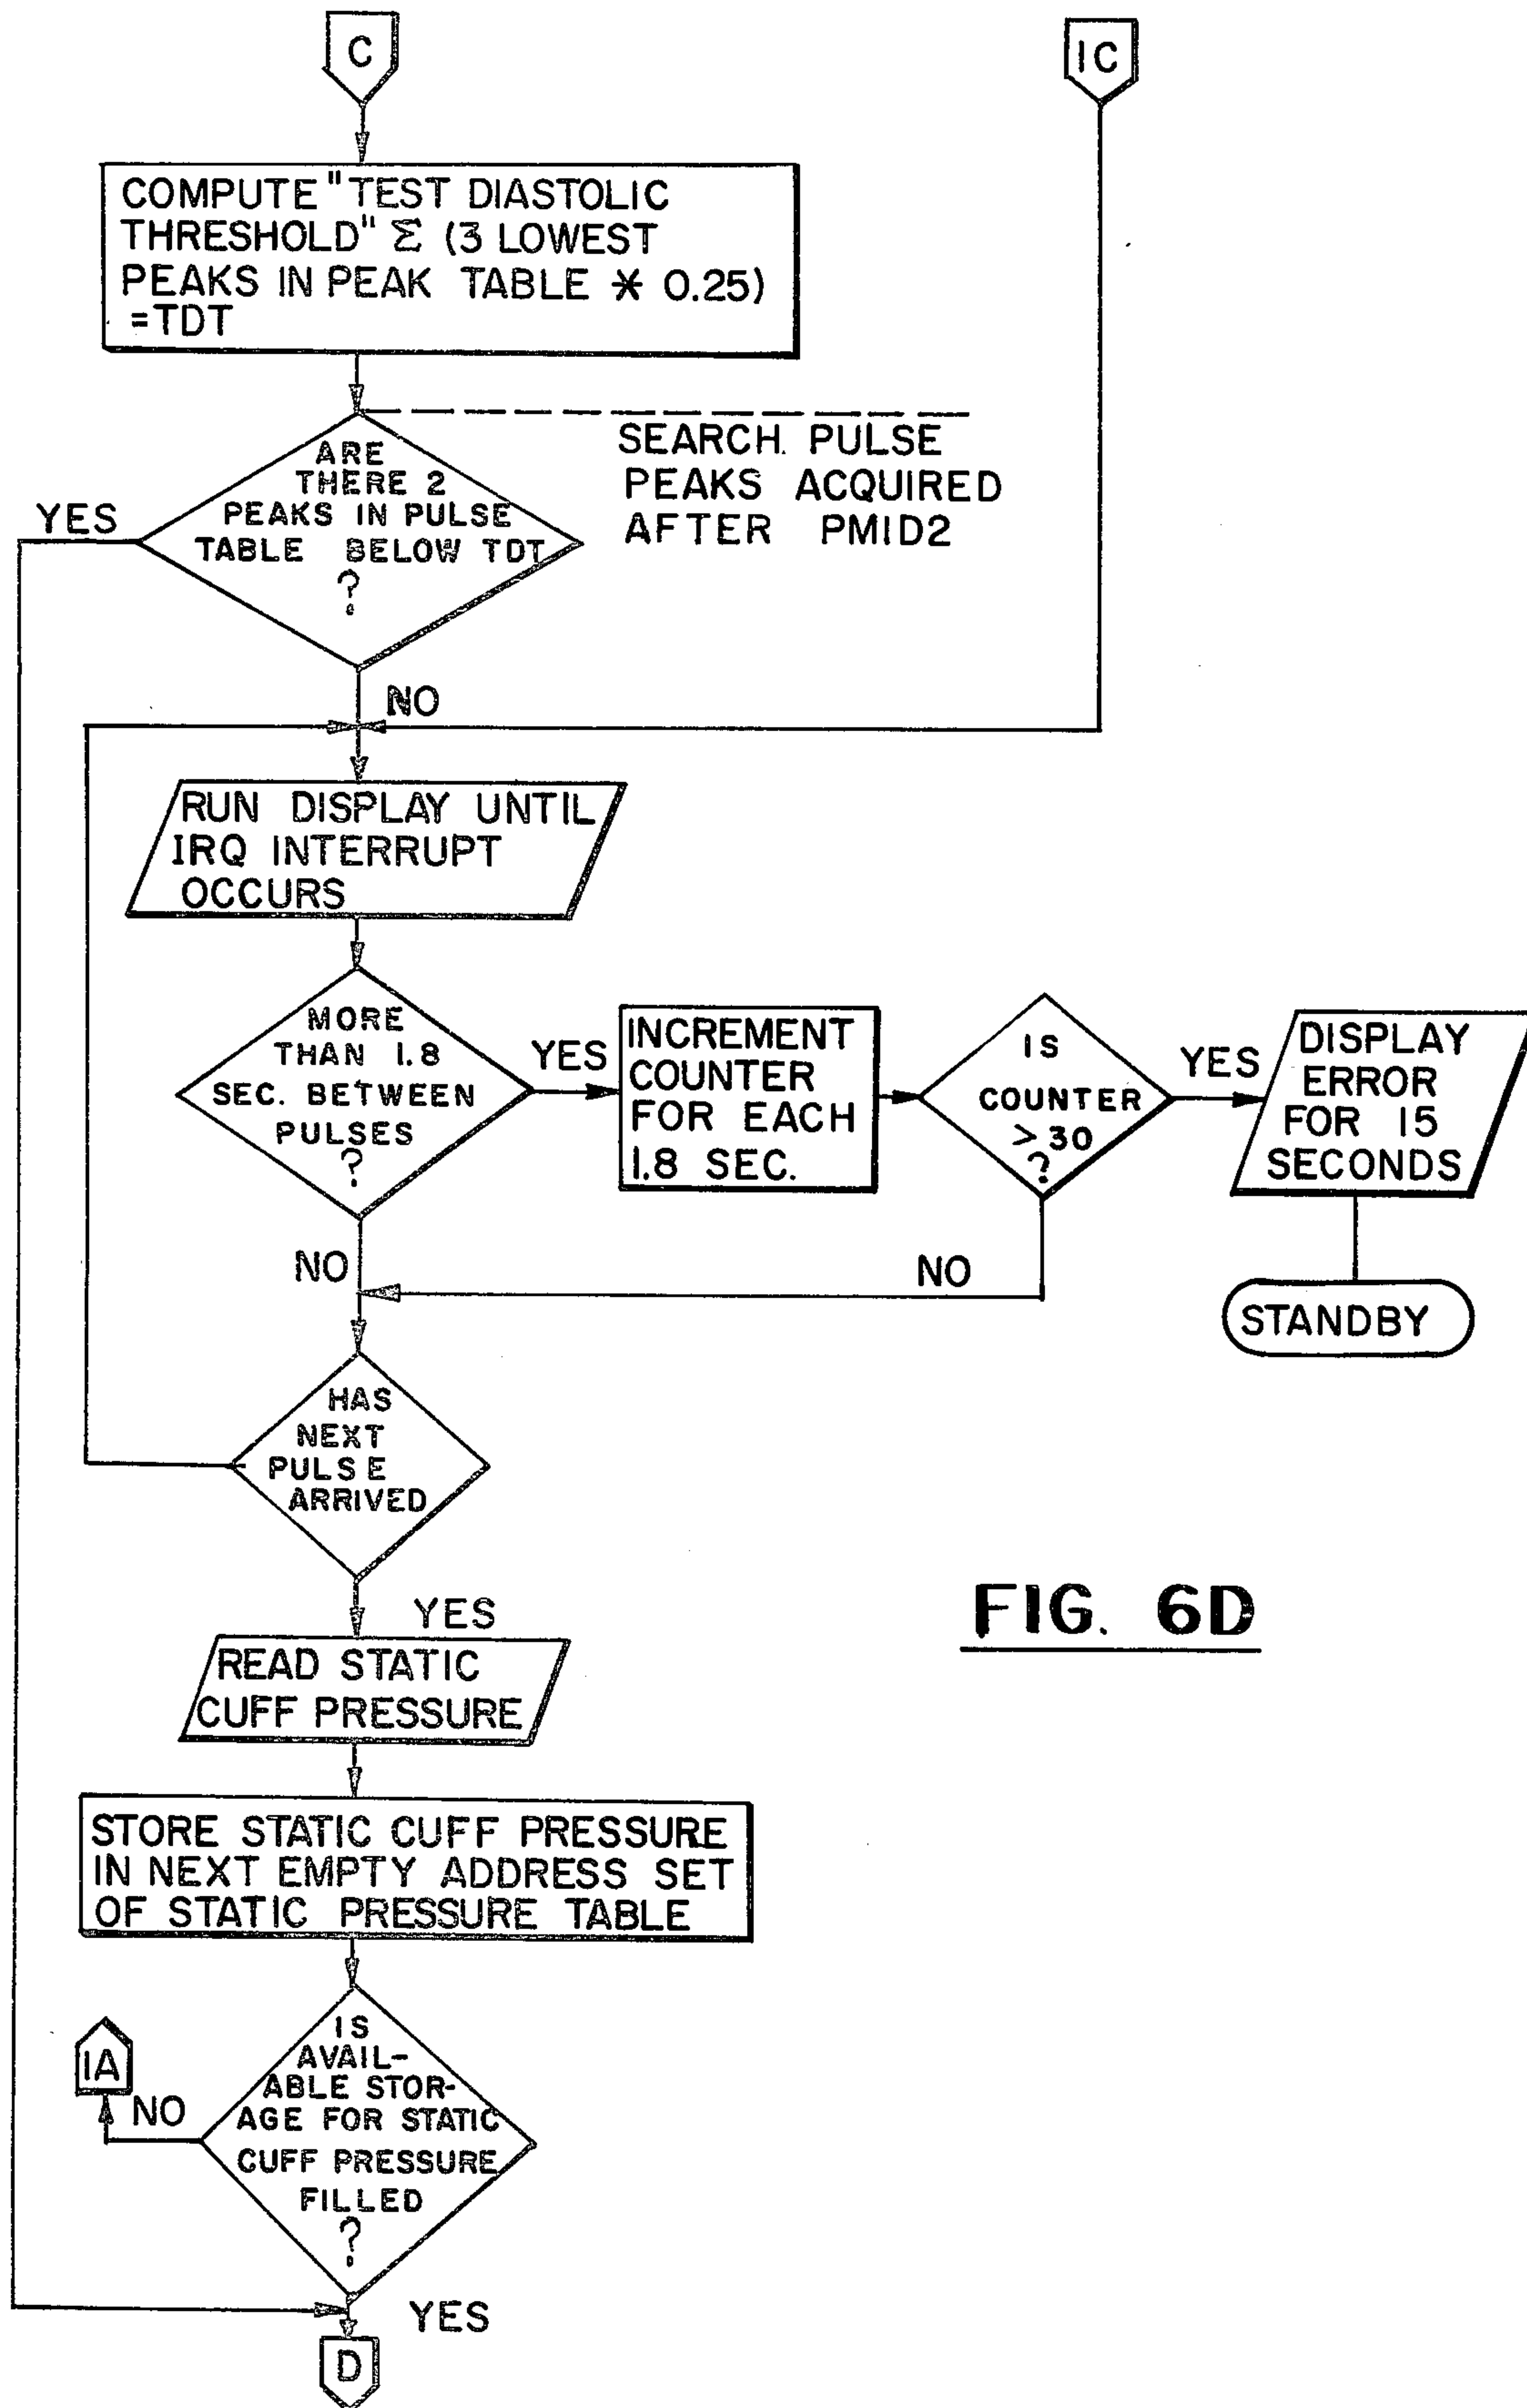 C
1C
COMPUTE "TEST DIASTOLIC
THRESHOLD" Σ (3 LOWEST
PEAKS IN PEAK TABLE * 0.25)
=TDT
SEARCH. PULSE
PEAKS ACQUIRED
AFTER PMID2
ARE
THERE 2
PEAKS IN PULSE
TABLE BELOW TDT
?
YES
NO
RUN DISPLAY UNTIL
IRQ INTERRUPT
OCCURS
MORE
THAN 1.8
SEC. BETWEEN
PULSES
?
YES
INCREMENT
COUNTER
FOR EACH
1.8 SEC.
IS
COUNTER
> 30
?
YES
DISPLAY
ERROR
FOR 15
SECONDS
NO
NO
STANDBY
HAS
NEXT
PULSE
ARRIVED
YES
FIG. 6D
READ STATIC
CUFF PRESSURE
STORE STATIC CUFF PRESSURE
IN NEXT EMPTY ADDRESS SET
OF STATIC PRESSURE TABLE
IS
AVAIL-
ABLE STOR-
AGE FOR STATIC
CUFF PRESSURE
FILLED
?
1A
NO
YES
D